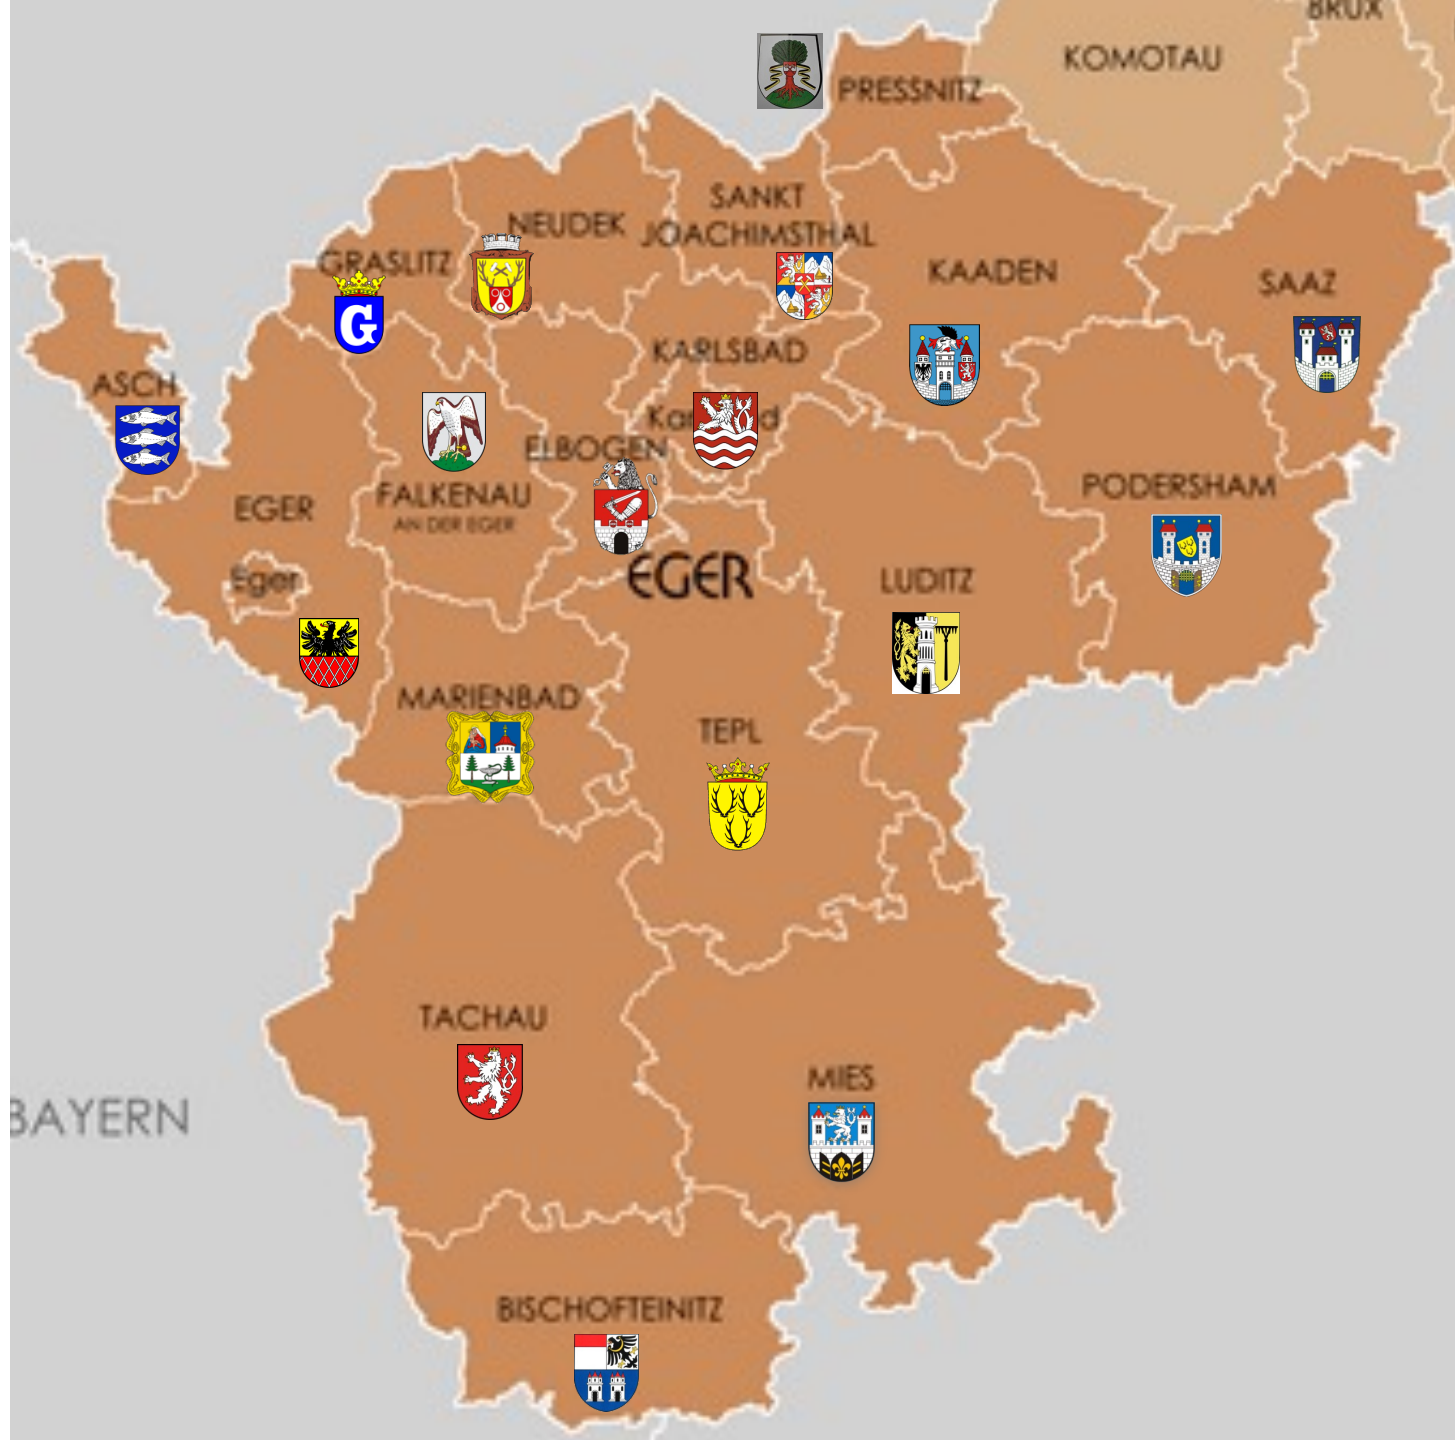 BRÜX
KOMOTAU
PRESSNITZ
SANKT
JOACHIMSTHAL
NEUDEK
GRASLITZ
G
KAADEN
SAAZ
KARLSBAD
ASCH
ELBOGEN
PODERSHAM
FALKENAU
AN DER EGER
EGER
Eger
EGER
LUDITZ
MARIENBAD
TEPL
TACHAU
MIES
BAYERN
BISCHOFTEINITZ